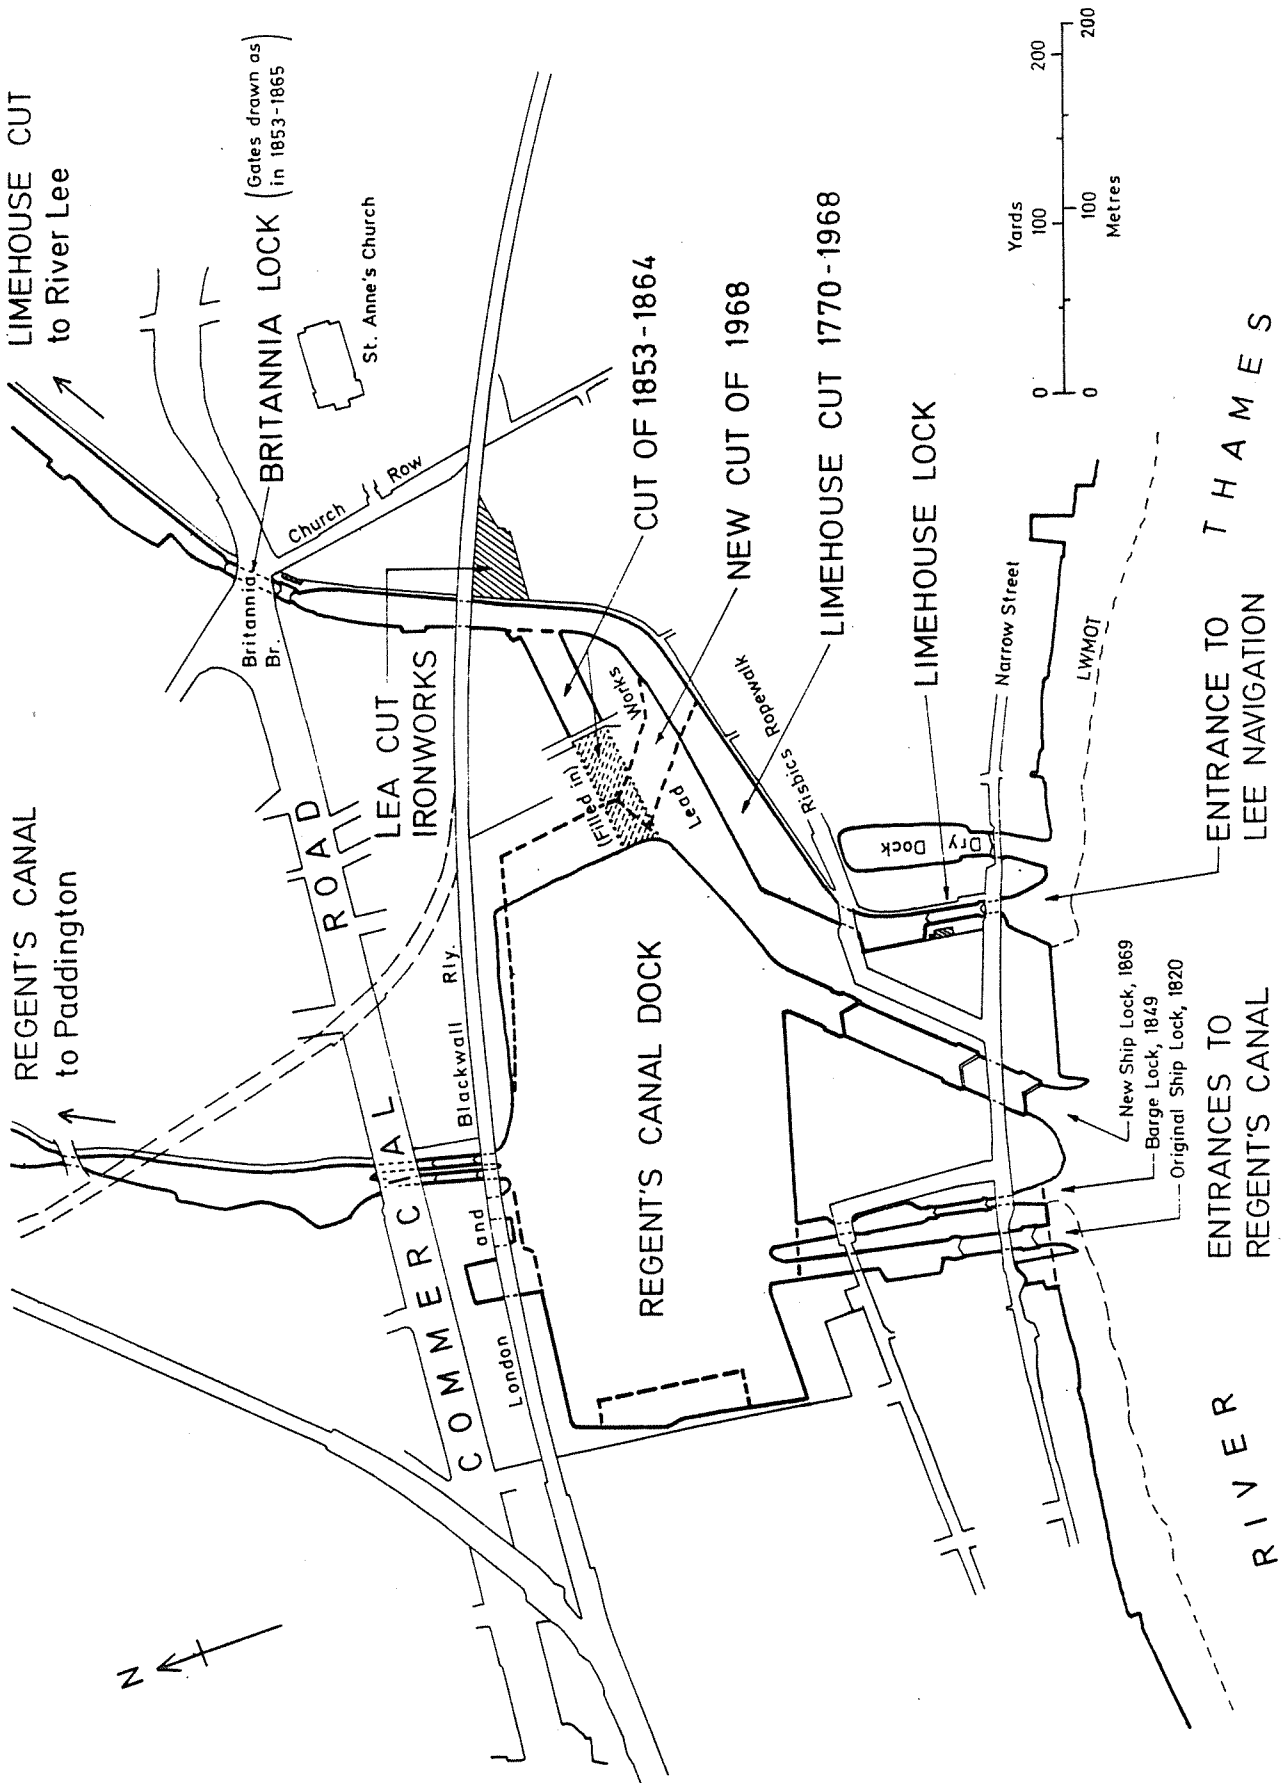 LIMEHOUSE CUT
to River Lee
BRITANNIA LOCK (Gates drawn as
in 1853-1865)
St. Anne's Church
REGENT'S CANAL
to Paddington
Britannia
Br.
Church Row
COMMERCIAL ROAD
LEA CUT
IRONWORKS
CUT OF 1853-1864
NEW CUT OF 1968
LIMEHOUSE CUT 1770-1968
LIMEHOUSE LOCK
London and Blackwall Rly.
(Filled in)
Lead Works
Risbics Ropewalk
REGENT'S CANAL DOCK
Dry
Dock
Narrow Street
LWMOT
New Ship Lock, 1869
Barge Lock, 1849
Original Ship Lock, 1820
ENTRANCES TO
REGENT'S CANAL
ENTRANCE TO
LEE NAVIGATION
RIVER THAMES
Yards
0 100 200
0 100 200
Metres
N